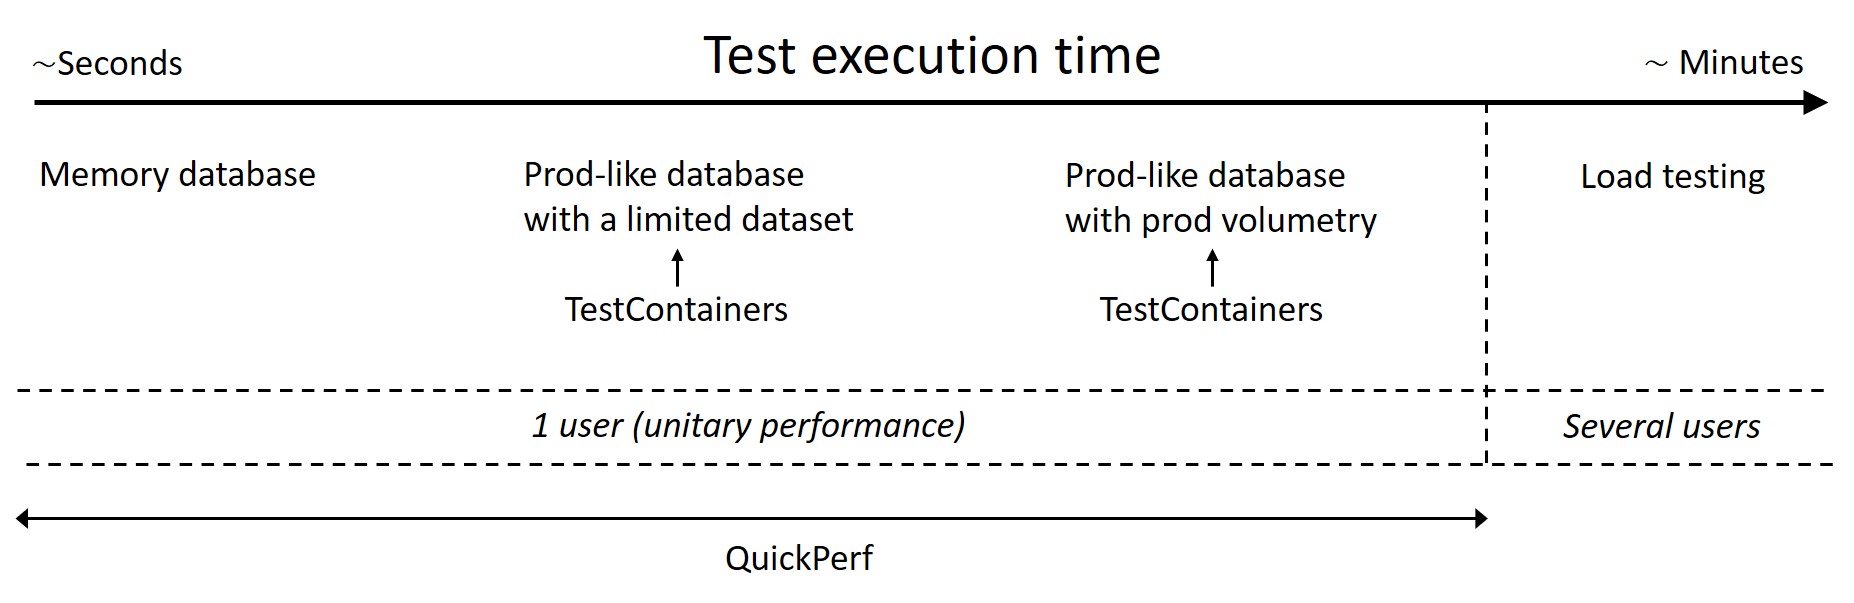 Test execution time
~Seconds
~ Minutes
Memory database
Prod-like database
with a limited dataset
TestContainers
Prod-like database
with prod volumetry
TestContainers
Load testing
1 user (unitary performance)
Several users
QuickPerf